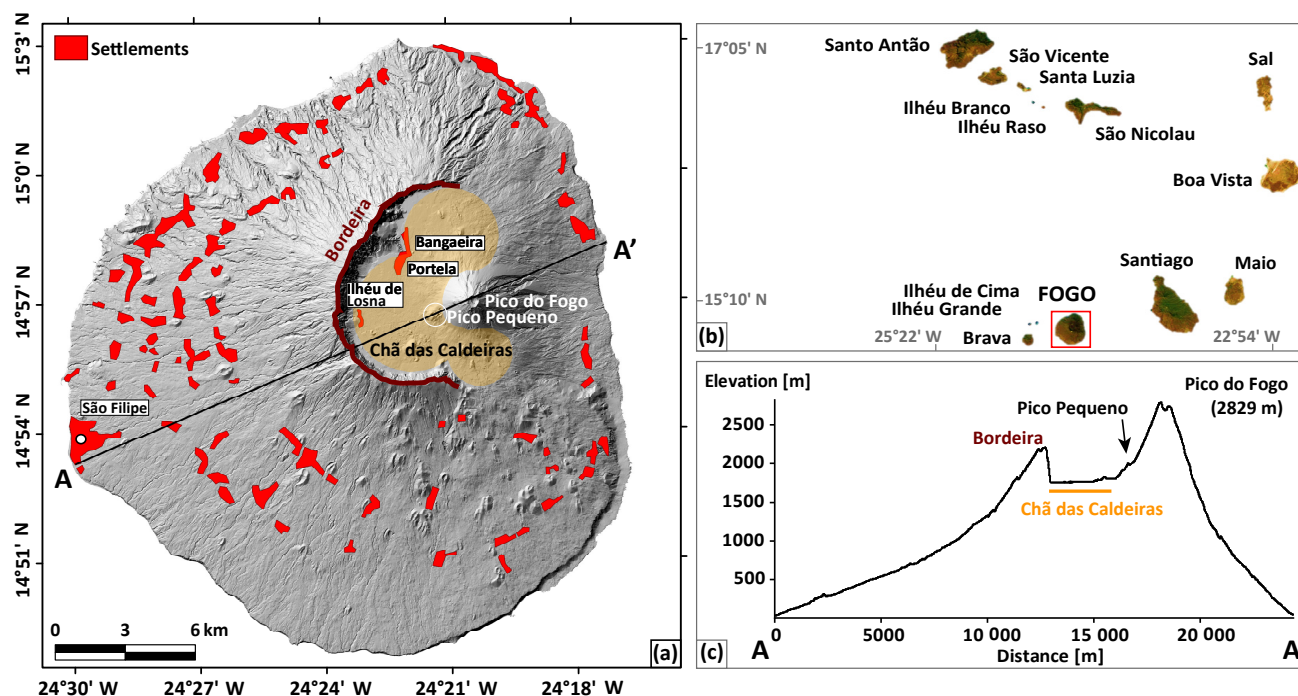 Settlements
15°3' N
15°0' N
14°57' N
14°54' N
14°51' N
Bordeira
Bangaeira
Portela
Ilhéu de
Losna
Pico do Fogo
Pico Pequeno
Chã das Caldeiras
São Filipe
A
A'
0 3 6 km
(a)
24°30' W 24°27' W 24°24' W 24°21' W 24°18' W
17°05' N
Santo Antão
São Vicente
Santa Luzia
Sal
Ilhéu Branco
Ilhéu Raso
São Nicolau
Boa Vista
Santiago
Maio
15°10' N
Ilhéu de Cima
Ilhéu Grande
FOGO
Brava
25°22' W
22°54' W
(b)
Elevation [m]
Pico do Fogo
(2829 m)
Pico Pequeno
Bordeira
Chã das Caldeiras
2500
2000
1500
1000
500
0 5000 10 000 15 000 20 000
A Distance [m] A
(c)